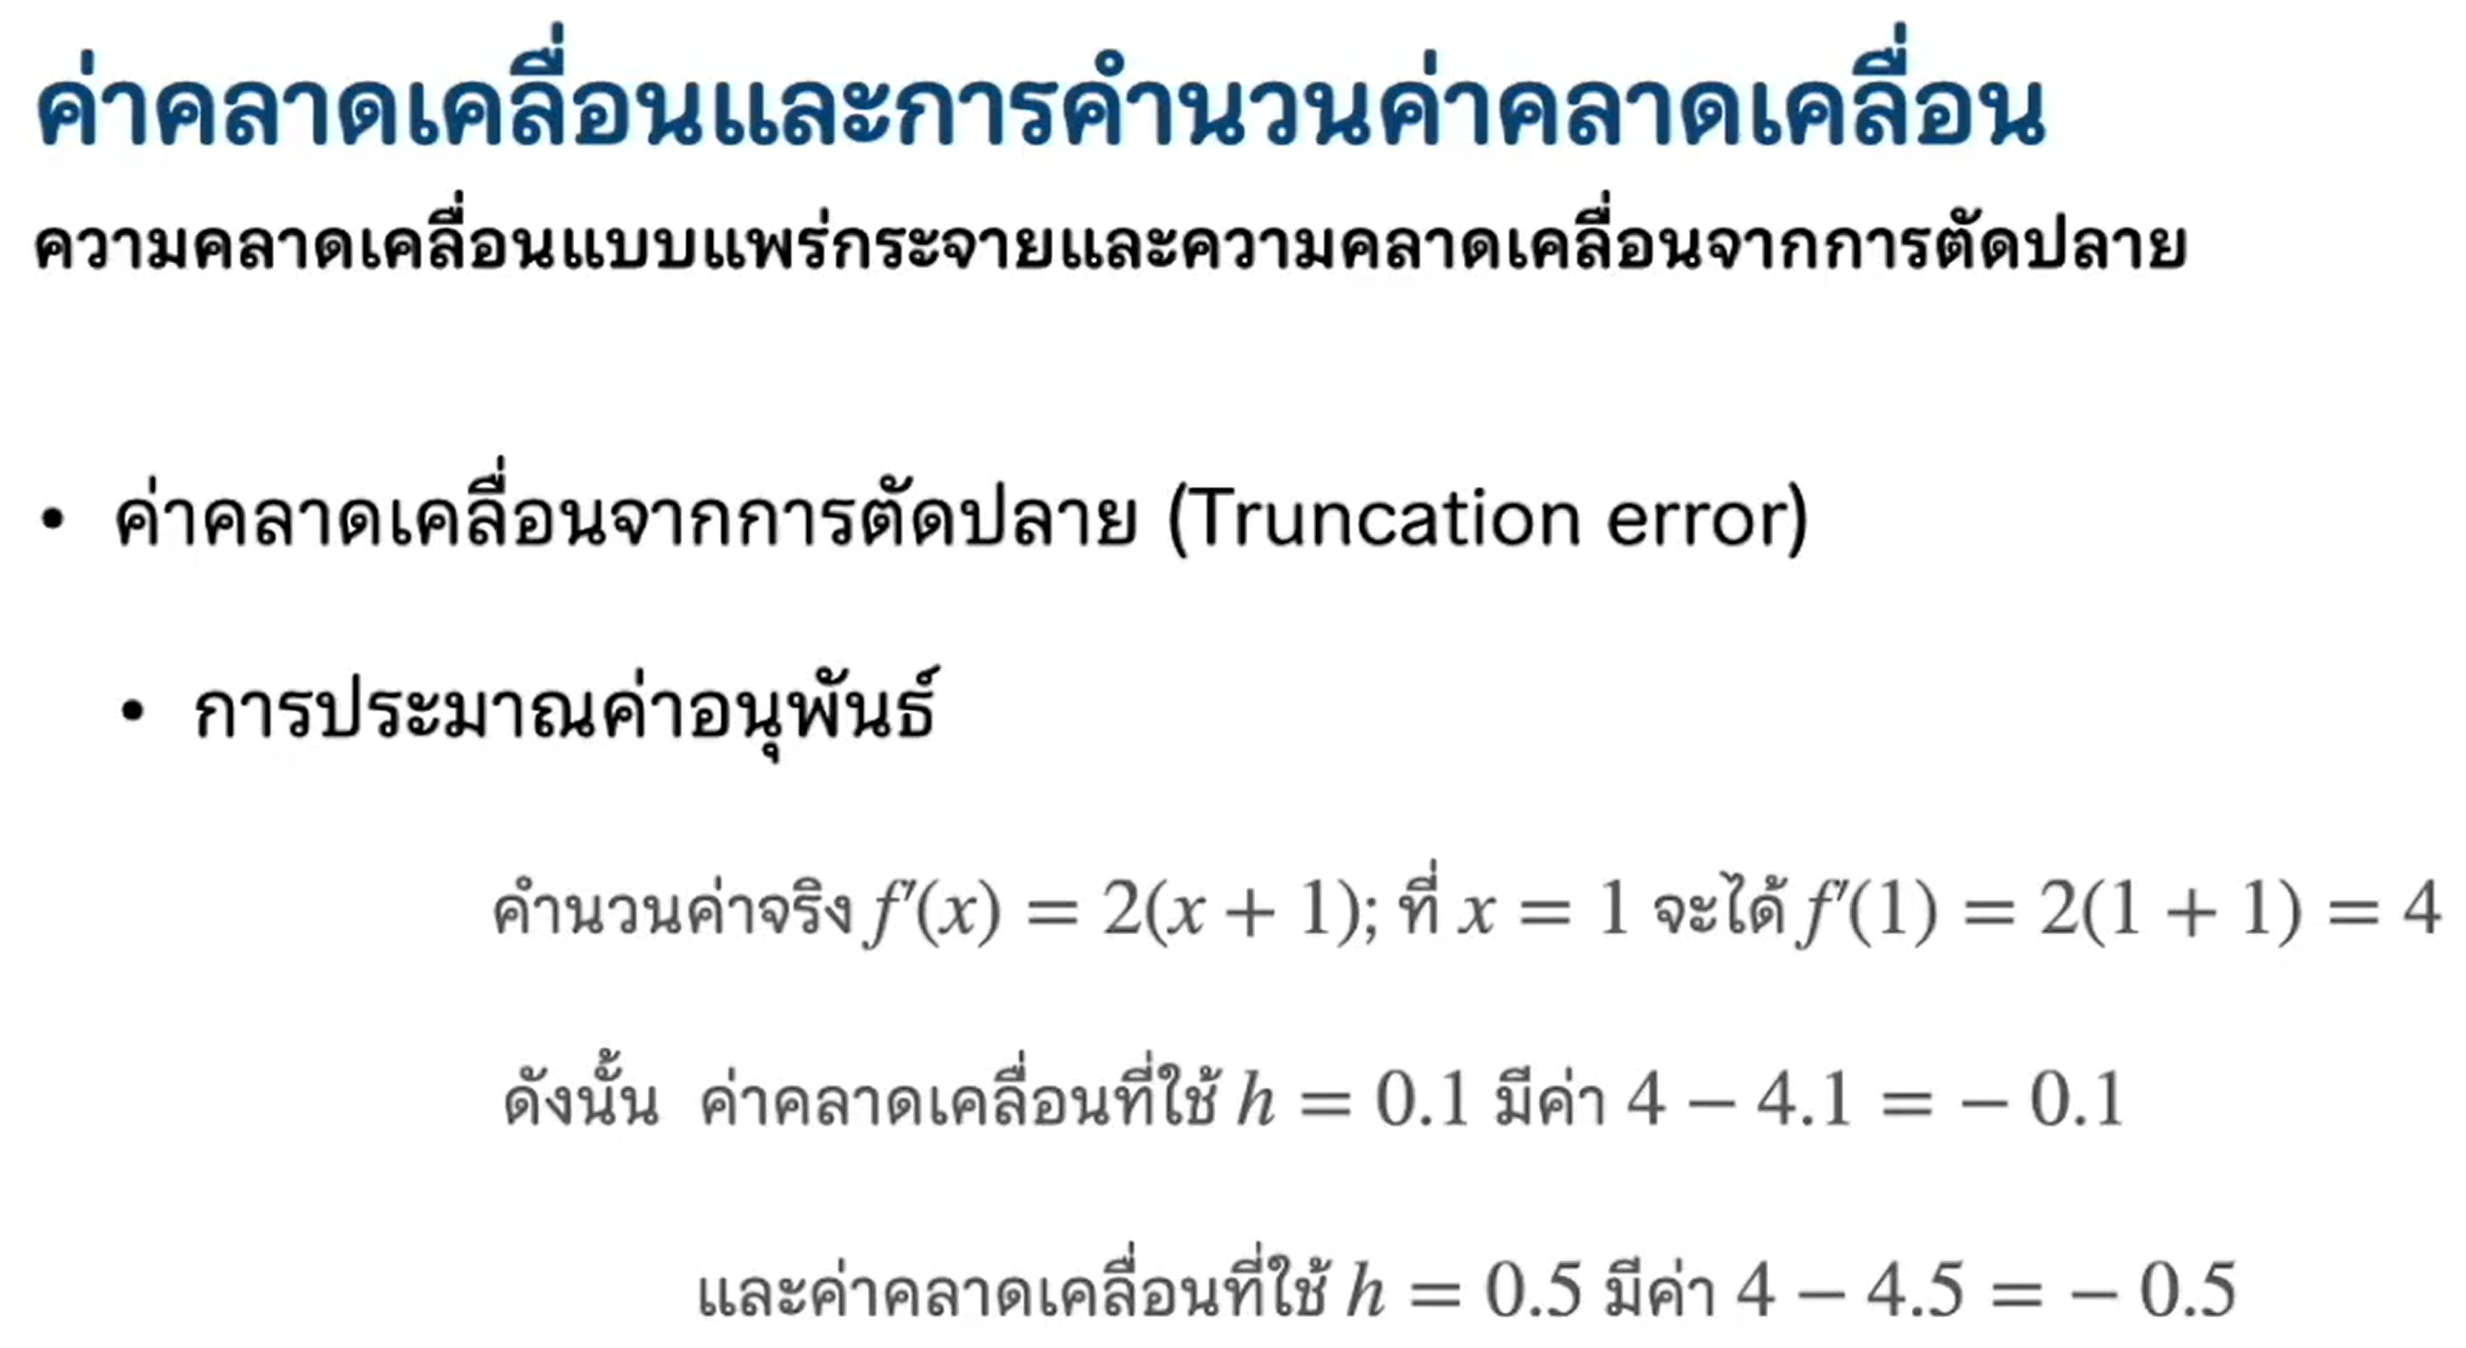 ค่าคลาดเคลื่อนและการคำนวนค่าคลาดเคลื่อน
ความคลาดเคลื่อนแบบแพร่กระจายและความคลาดเคลื่อนจากการตัดปลาย
• ค่าคลาดเคลื่อนจากการตัดปลาย (Truncation error)
• การประมาณค่าอนุพันธ์
คำนวนค่าจริง f′(x) = 2(x + 1); ที่ x = 1 จะได้ f′(1) = 2(1 + 1) = 4
ดังนั้น ค่าคลาดเคลื่อนที่ใช้ h = 0.1 มีค่า 4 − 4.1 = − 0.1
และค่าคลาดเคลื่อนที่ใช้ h = 0.5 มีค่า 4 − 4.5 = − 0.5